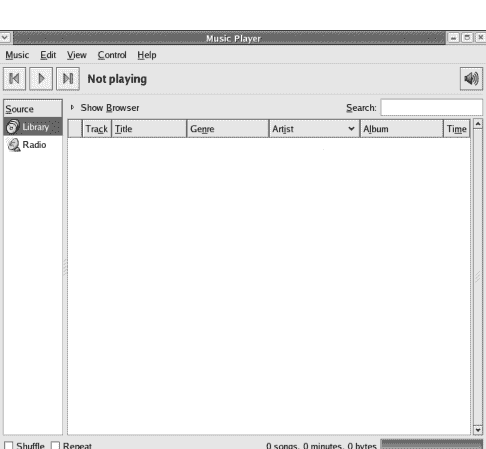 Music Player
Music Edit View Control Help
Not playing
Source
Show Browser
Search:
Library
Radio
Track Title Genre Artist Album Time
Shuffle Repeat
0 songs, 0 minutes, 0 bytes